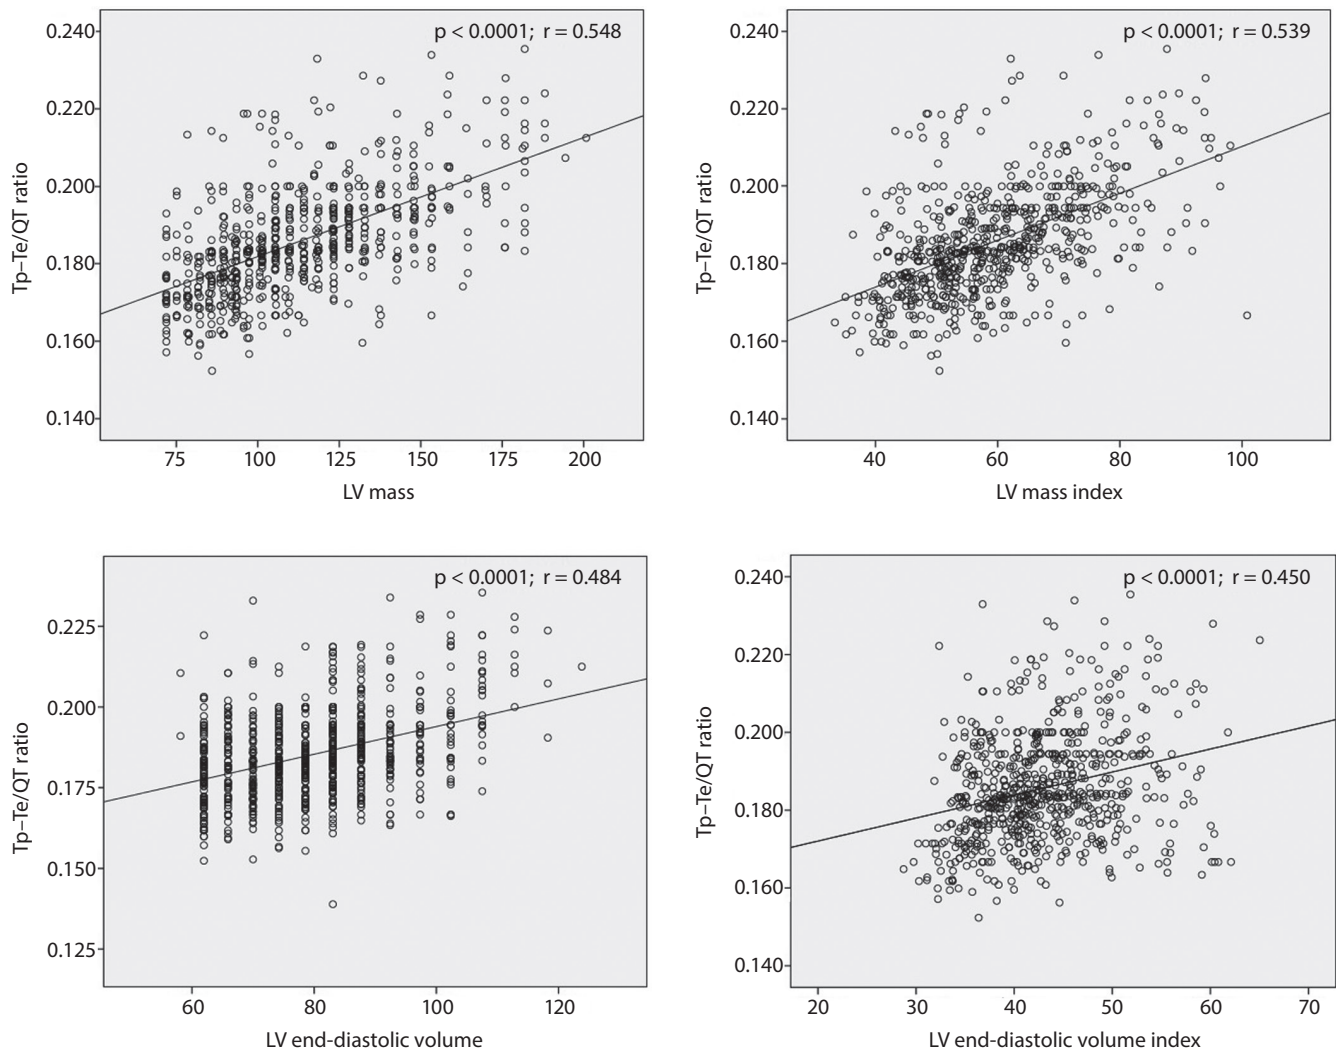 p < 0.0001; r = 0.548
0.240
0.220
0.200
0.180
0.160
0.140
Tp–Te/QT ratio
75 100 125 150 175 200
LV mass
p < 0.0001; r = 0.539
0.240
0.220
0.200
0.180
0.160
0.140
Tp–Te/QT ratio
40 60 80 100
LV mass index
p < 0.0001; r = 0.484
0.225
0.200
0.175
0.150
0.125
Tp–Te/QT ratio
60 80 100 120
LV end-diastolic volume
p < 0.0001; r = 0.450
0.240
0.220
0.200
0.180
0.160
0.140
Tp–Te/QT ratio
20 30 40 50 60 70
LV end-diastolic volume index